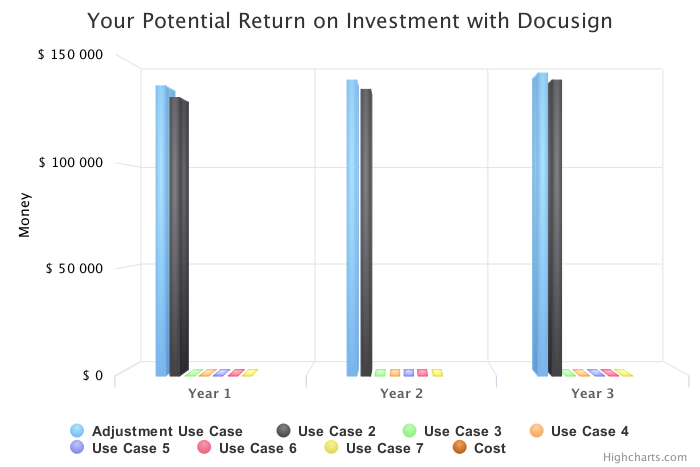 Your Potential Return on Investment with Docusign
$ 150 000
$ 100 000
$ 50 000
$ 0
Money
Year 1
Year 2
Year 3
Adjustment Use Case
Use Case 2
Use Case 3
Use Case 4
Use Case 5
Use Case 6
Use Case 7
Cost
Highcharts.com